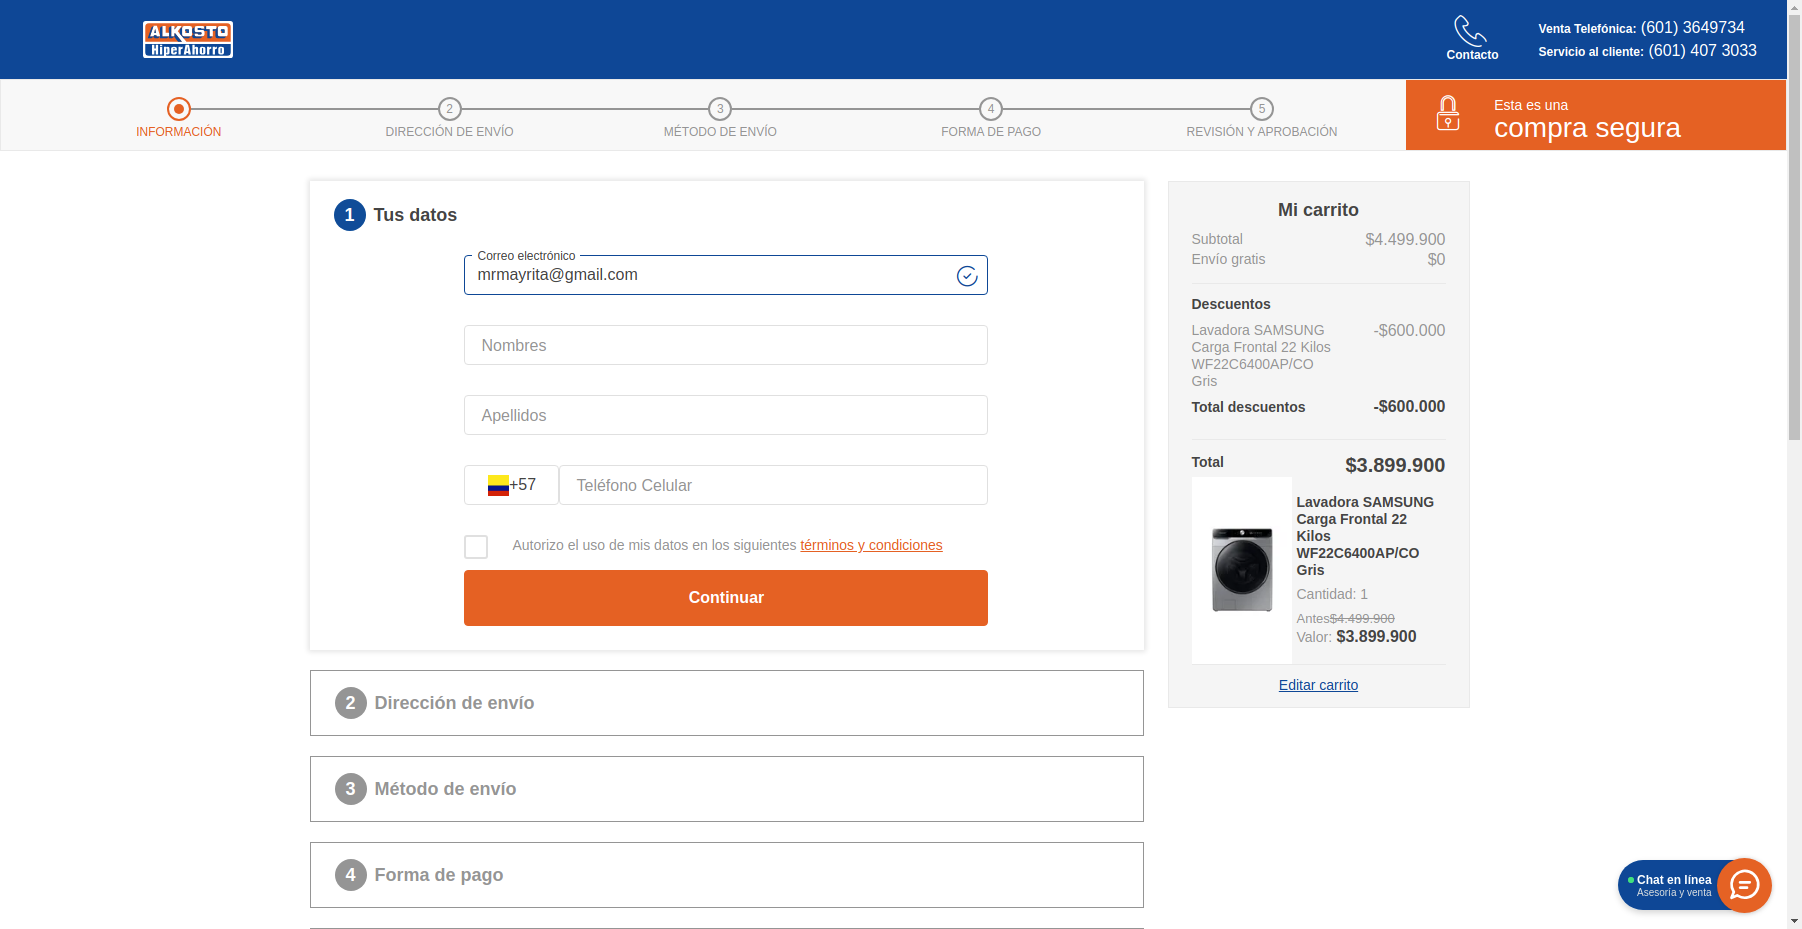 ALKOSTO
HiperAhorro
Contacto
Venta Telefónica: (601) 3649734
Servicio al cliente: (601) 407 3033
INFORMACIÓN
2
DIRECCIÓN DE ENVÍO
3
MÉTODO DE ENVÍO
4
FORMA DE PAGO
5
REVISIÓN Y APROBACIÓN
Esta es una
compra segura
1 Tus datos
Correo electrónico
mrmayrita@gmail.com
Nombres
Apellidos
+57
Teléfono Celular
Autorizo el uso de mis datos en los siguientes términos y condiciones
Continuar
2 Dirección de envío
3 Método de envío
4 Forma de pago
Mi carrito
Subtotal $4.499.900
Envío gratis $0
Descuentos
Lavadora SAMSUNG -$600.000
Carga Frontal 22 Kilos
WF22C6400AP/CO
Gris
Total descuentos -$600.000
Total $3.899.900
Lavadora SAMSUNG
Carga Frontal 22
Kilos
WF22C6400AP/CO
Gris
Cantidad: 1
Antes$4.499.900
Valor: $3.899.900
Editar carrito
Chat en línea
Asesoría y venta